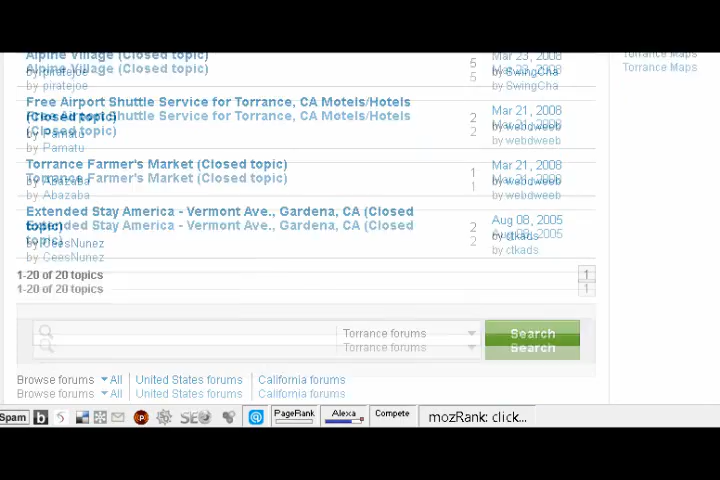 Alpine Village (Closed topic) 5 Mar 23, 2008 Torrance Maps
by piratejoe by SwingCha
Free Airport Shuttle Service for Torrance, CA Motels/Hotels 2 Mar 21, 2008
(Closed topic) by webdweeb
by Pamatu
Torrance Farmer's Market (Closed topic) 1 Mar 21, 2008
by Abazaba by webdweeb
Extended Stay America - Vermont Ave., Gardena, CA (Closed 2 Aug 08, 2005
topic) by ctkads
by CeesNunez
1-20 of 20 topics 1
Torrance forums Search
Browse forums All United States forums California forums
Spam b S SEO @ PageRank Alexa Compete mozRank: click...